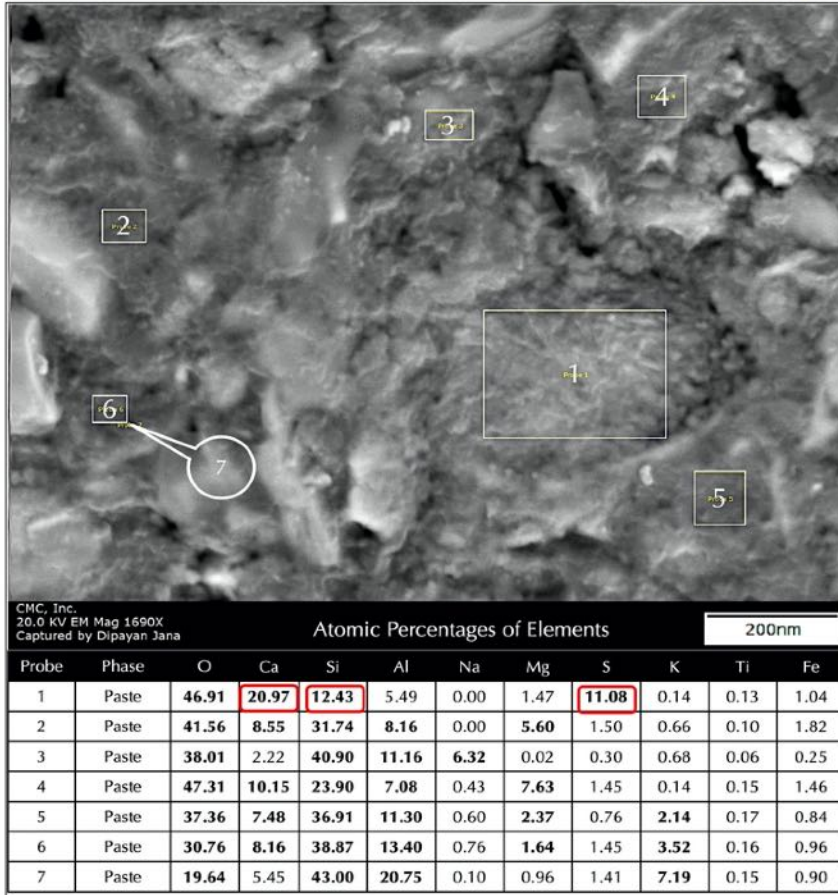 4
3
2
1
6
7
5
CMC, Inc.
20.0 KV EM Mag 1690X
Captured by Dipayan Jana
Atomic Percentages of Elements
200nm
Probe Phase O Ca Si Al Na Mg S K Ti Fe
1 Paste 46.91 20.97 12.43 5.49 0.00 1.47 11.08 0.14 0.13 1.04
2 Paste 41.56 8.55 31.74 8.16 0.00 5.60 1.50 0.66 0.10 1.82
3 Paste 38.01 2.22 40.90 11.16 6.32 0.02 0.30 0.68 0.06 0.25
4 Paste 47.31 10.15 23.90 7.08 0.43 7.63 1.45 0.14 0.15 1.46
5 Paste 37.36 7.48 36.91 11.30 0.60 2.37 0.76 2.14 0.17 0.84
6 Paste 30.76 8.16 38.87 13.40 0.76 1.64 1.45 3.52 0.16 0.96
7 Paste 19.64 5.45 43.00 20.75 0.10 0.96 1.41 7.19 0.15 0.90